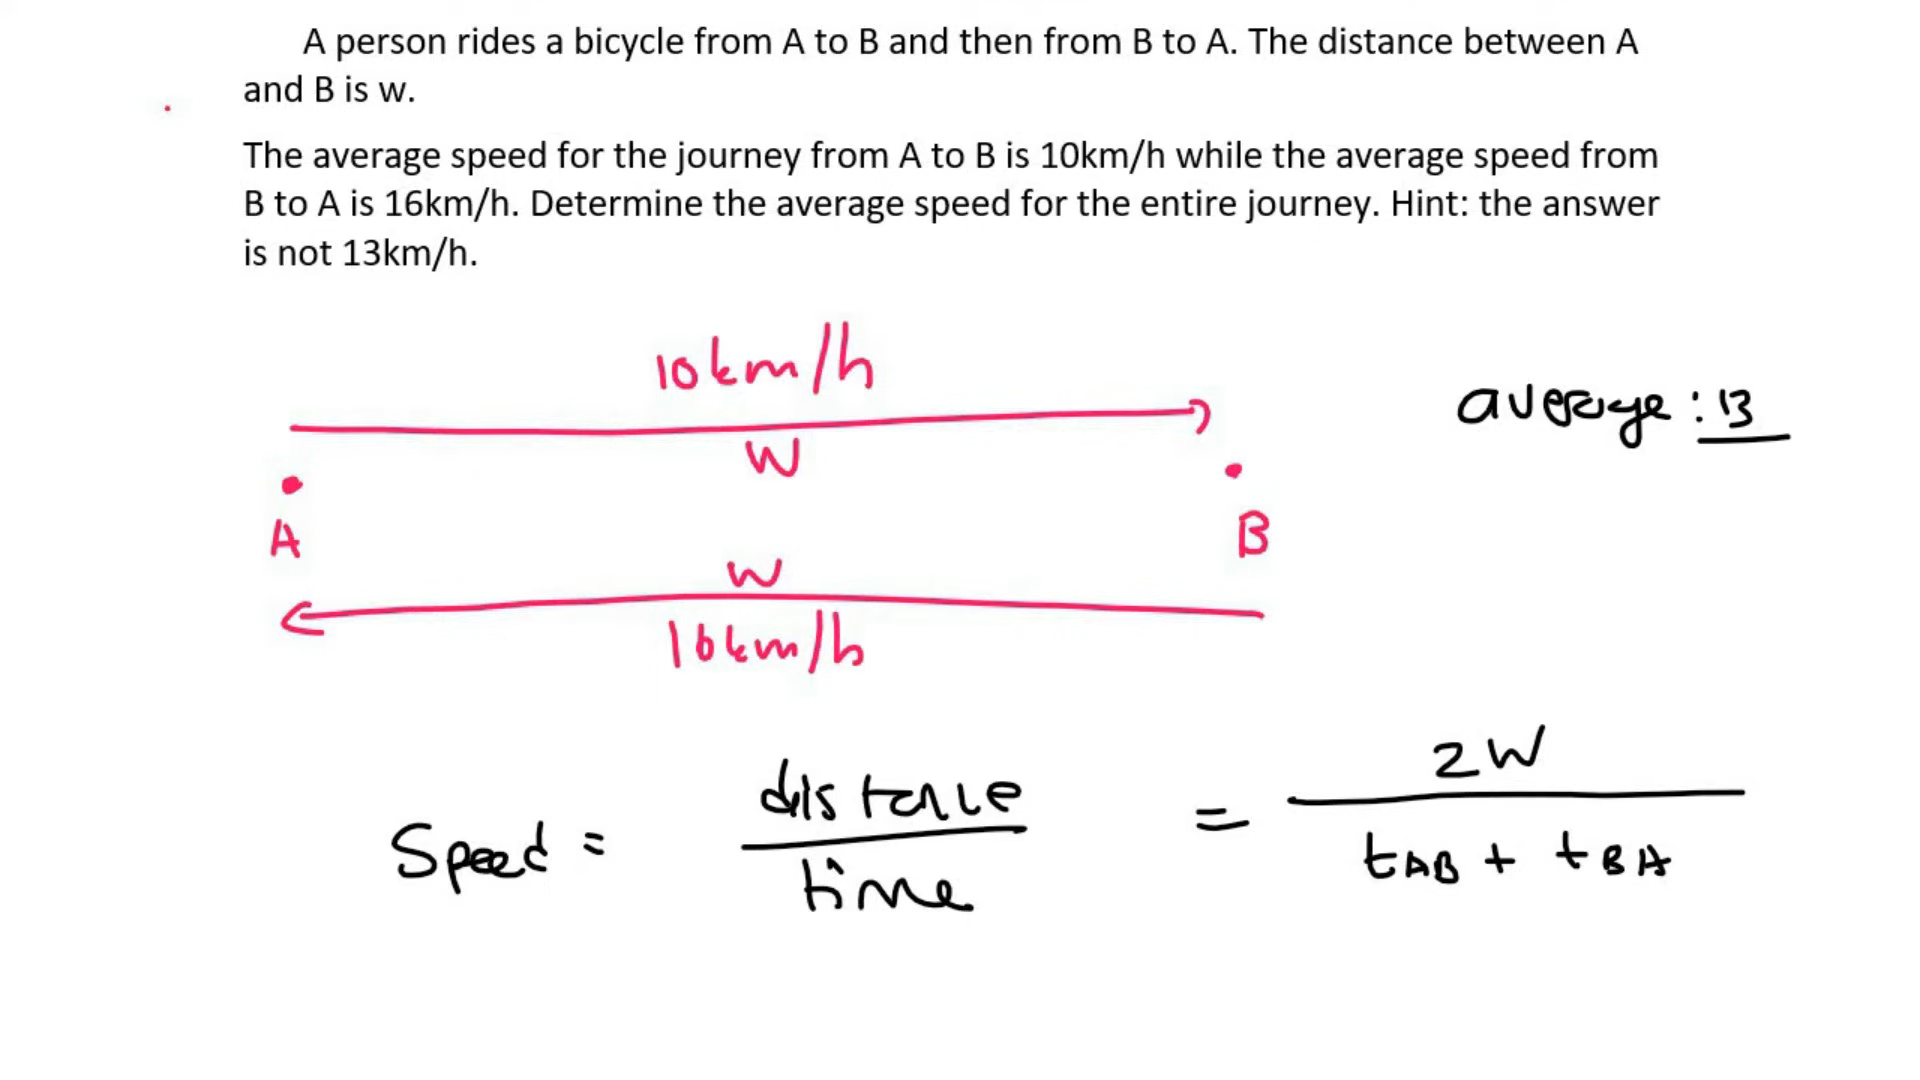 A person rides a bicycle from A to B and then from B to A. The distance between A
and B is w.
The average speed for the journey from A to B is 10km/h while the average speed from
B to A is 16km/h. Determine the average speed for the entire journey. Hint: the answer
is not 13km/h.
10km/h
W
average : 13
A
B
W
16km/h
Speed = distance / time = 2W / tAB + tBA